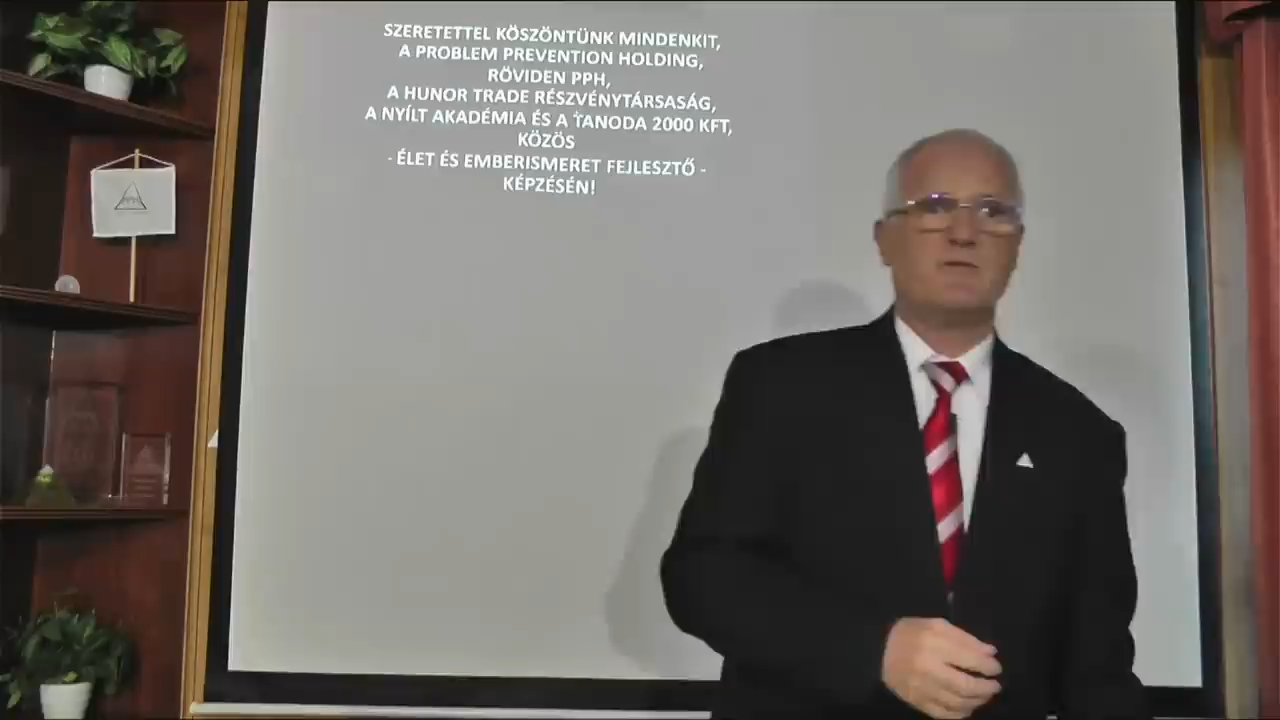 SZERETETTEL KÖSZÖNTÜNK MINDENKIT,
A PROBLEM PREVENTION HOLDING,
RÖVIDEN PPH,
A HUNOR TRADE RÉSZVÉNYTÁRSASÁG,
A NYÍLT AKADÉMIA ÉS A TANODA 2000 KFT,
KÖZÖS
- ÉLET ÉS EMBERISMERET FEJLESZTŐ -
KÉPZÉSÉN!